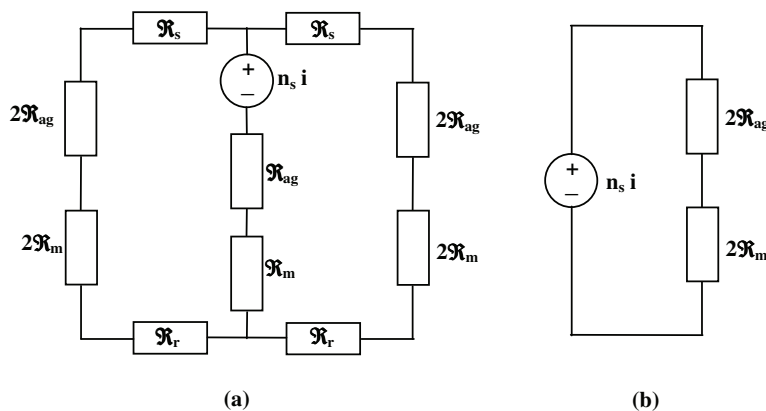 ℜs ℜs
+
−
ns i
2ℜag
2ℜag
ℜag
2ℜm
ℜm
2ℜm
ℜr ℜr
(a)
2ℜag
+
−
ns i
2ℜm
(b)